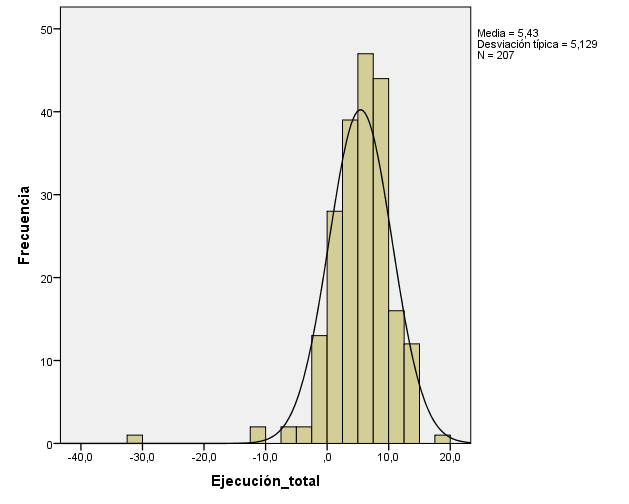 Media = 5,43
Desviación típica = 5,129
N = 207
50
40
30
20
10
0
Frecuencia
-40,0 -30,0 -20,0 -10,0 ,0 10,0 20,0
Ejecución_total